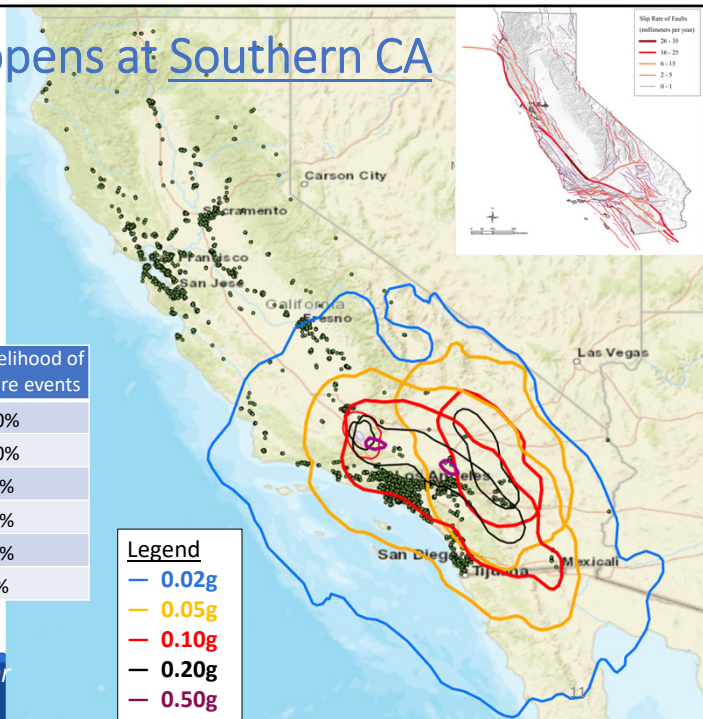 ppens at Southern CA
Slip Rate of Faults
(millimeters per year)
26 - 35
16 - 25
6 - 15
2 - 5
0 - 1
Carson City
Sacramento
Francisco
San Jose
California
Fresno
Las Vegas
elihood of
re events
0%
0%
%
%
%
%
Los Angeles
San Diego
Tijuana
Mexicali
Legend
0.02g
0.05g
0.10g
0.20g
0.50g
r
11